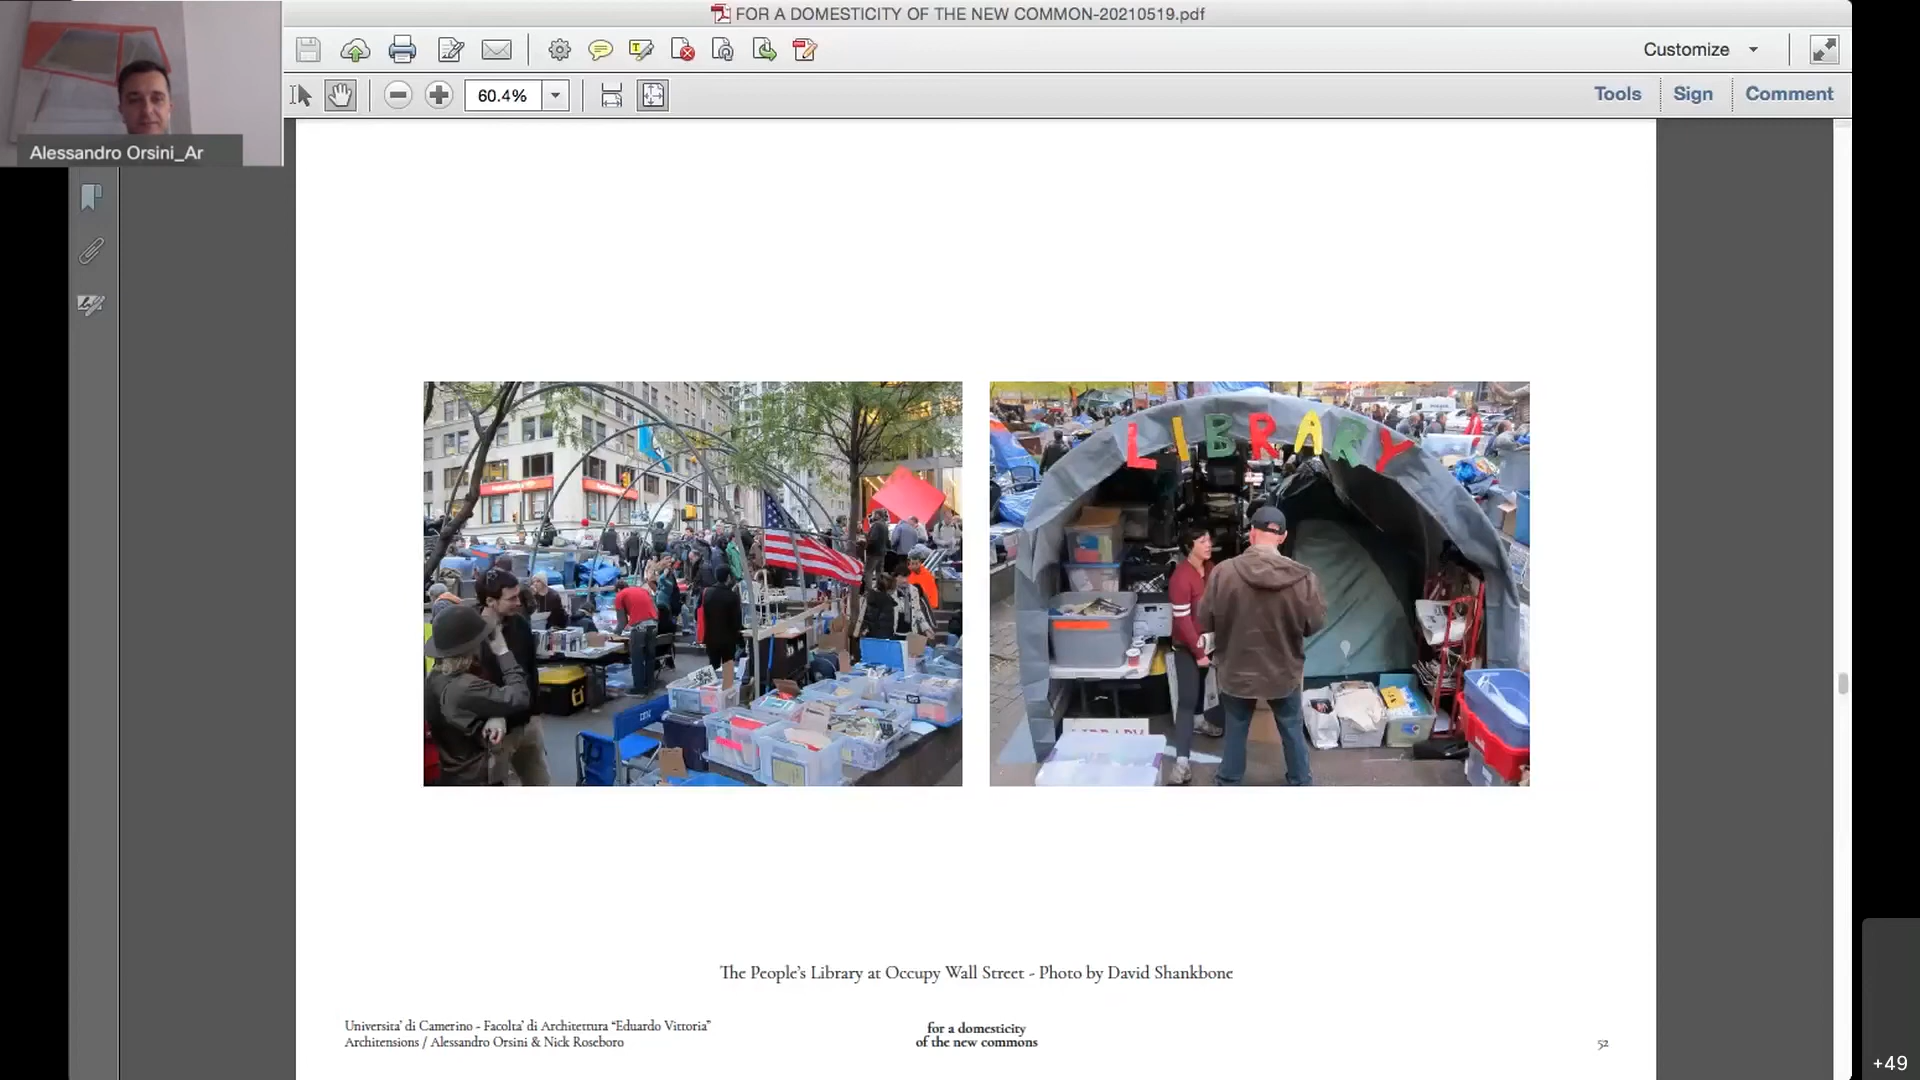 FOR A DOMESTICITY OF THE NEW COMMON-20210519.pdf
Customize
60.4%
Tools
Sign
Comment
Alessandro Orsini_Ar
LIBRARY
IBM
LIBRARY
The People's Library at Occupy Wall Street - Photo by David Shankbone
Universita' di Camerino - Facolta' di Architettura “Eduardo Vittoria”
Architensions / Alessandro Orsini & Nick Roseboro
for a domesticity
of the new commons
52
+49